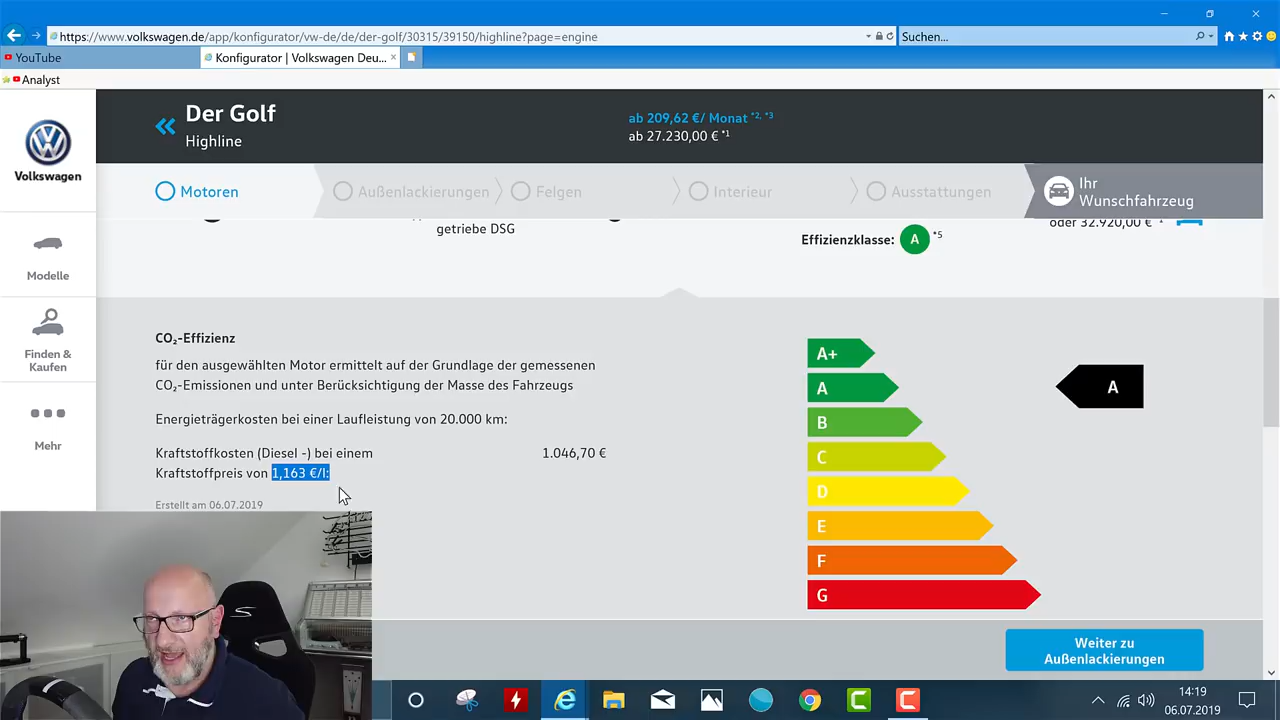 https://www.volkswagen.de/app/konfigurator/vw-de/de/der-golf/30315/39150/highline?page=engine
Suchen...
YouTube
Konfigurator | Volkswagen Deu...
Analyst
Volkswagen
Der Golf
Highline
ab 209,62 €/ Monat *2, *3
ab 27.230,00 € *1
Motoren
Außenlackierungen
Felgen
Interieur
Ausstattungen
Ihr
Wunschfahrzeug
Modelle
Finden &
Kaufen
Mehr
getriebe DSG
Effizienzklasse: A *5
oder 32.920,00 €
CO₂-Effizienz
für den ausgewählten Motor ermittelt auf der Grundlage der gemessenen
CO₂-Emissionen und unter Berücksichtigung der Masse des Fahrzeugs
Energieträgerkosten bei einer Laufleistung von 20.000 km:
Kraftstoffkosten (Diesel -) bei einem 1.046,70 €
Kraftstoffpreis von 1,163 €/l:
Erstellt am 06.07.2019
A+
A A
B
C
D
E
F
G
Weiter zu
Außenlackierungen
14:19
06.07.2019